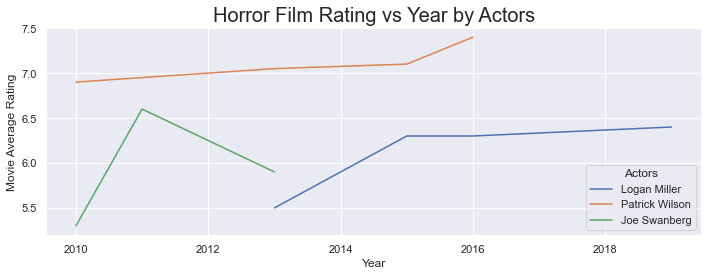 Horror Film Rating vs Year by Actors
Movie Average Rating
7.5
7.0
6.5
6.0
5.5
2010
2012
2014
2016
2018
Year
Actors
Logan Miller
Patrick Wilson
Joe Swanberg